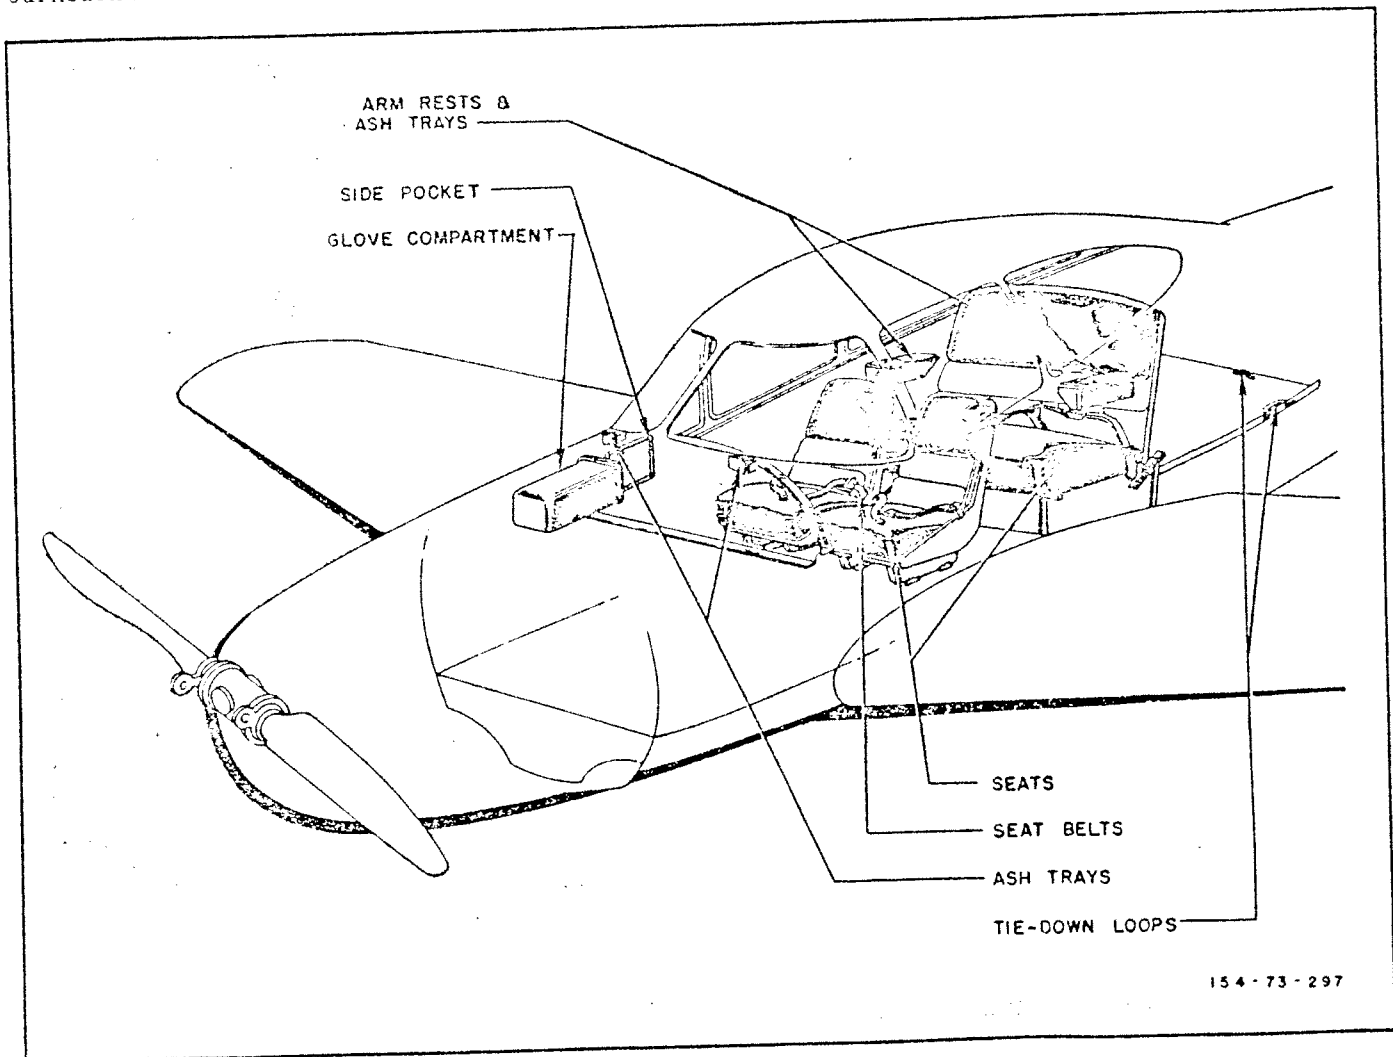 ARM RESTS &
ASH TRAYS
SIDE POCKET
GLOVE COMPARTMENT
SEATS
SEAT BELTS
ASH TRAYS
TIE-DOWN LOOPS
154-73-297